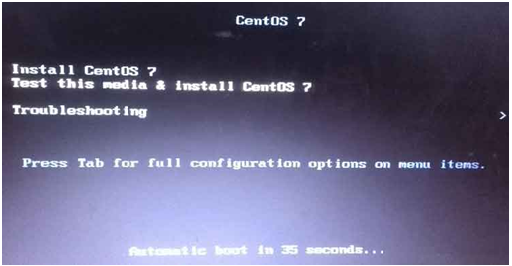 CentOS 7
Install CentOS 7
Test this media & install CentOS 7
Troubleshooting >
Press Tab for full configuration options on menu items.
Automatic boot in 35 seconds...